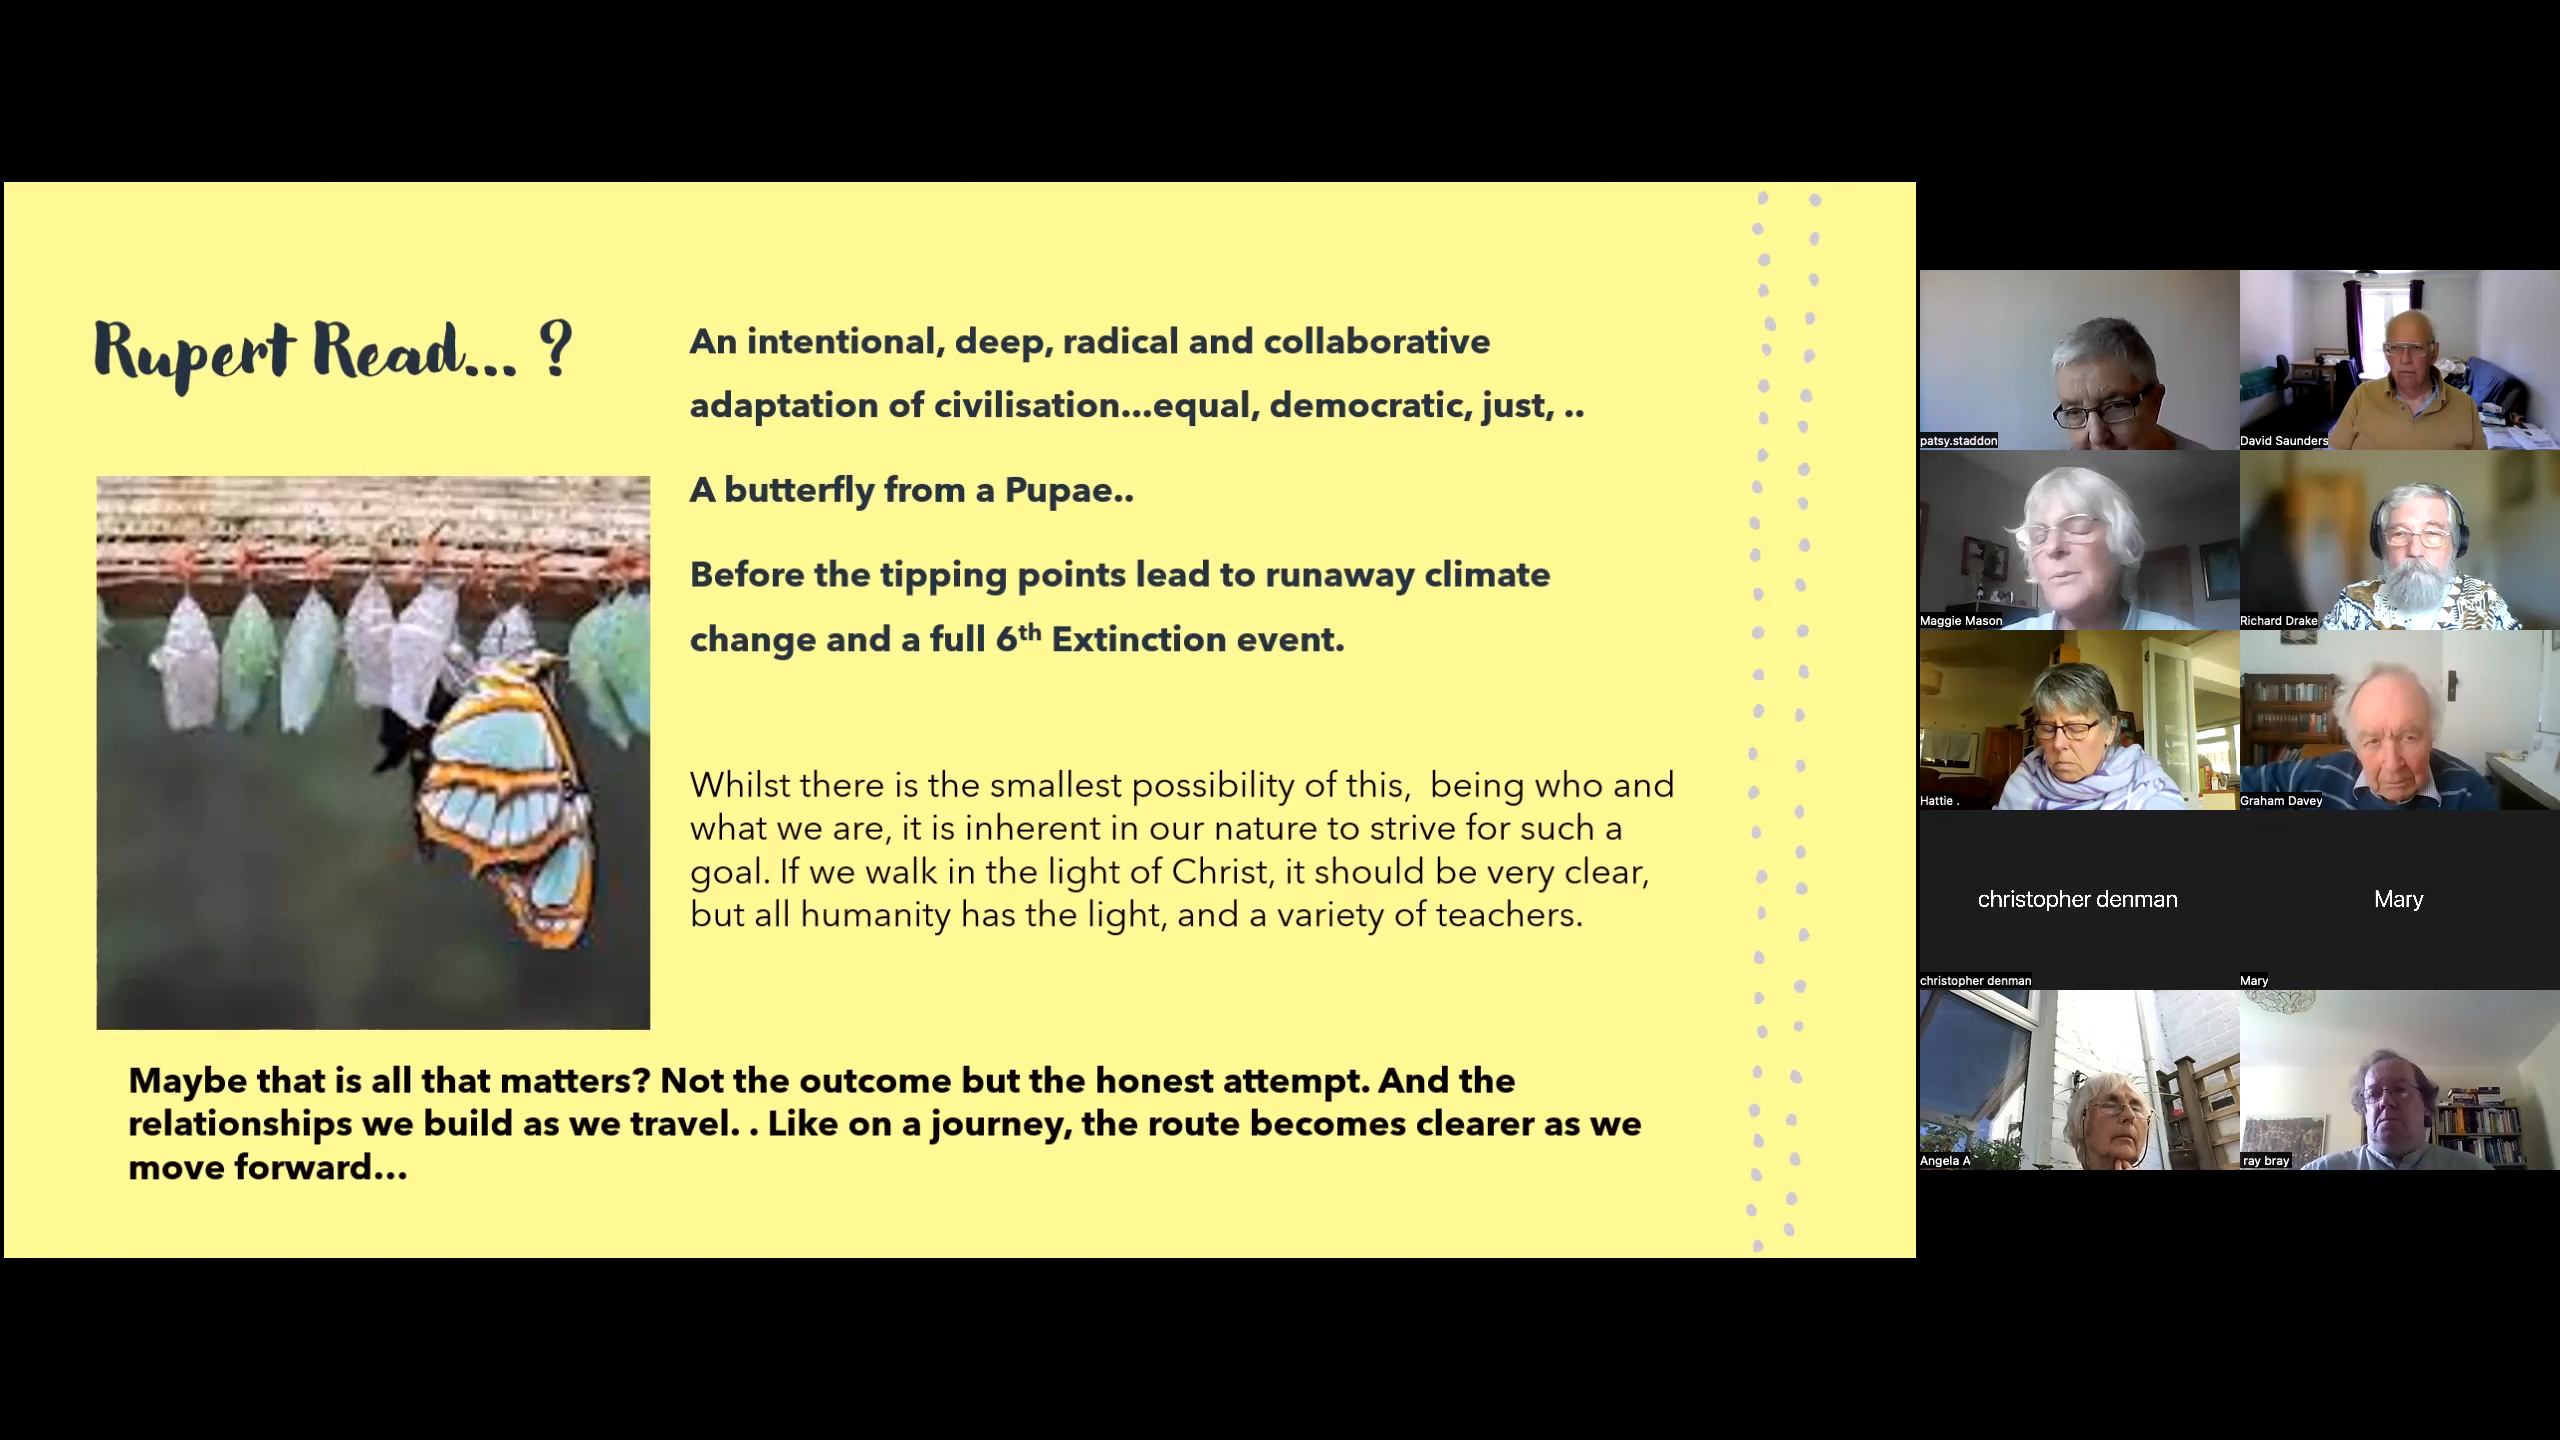 Rupert Read... ?
An intentional, deep, radical and collaborative
adaptation of civilisation...equal, democratic, just, ..
A butterfly from a Pupae..
Before the tipping points lead to runaway climate
change and a full 6th Extinction event.
Whilst there is the smallest possibility of this,  being who and
what we are, it is inherent in our nature to strive for such a
goal. If we walk in the light of Christ, it should be very clear,
but all humanity has the light, and a variety of teachers.
Maybe that is all that matters? Not the outcome but the honest attempt. And the
relationships we build as we travel. . Like on a journey, the route becomes clearer as we
move forward...
patsy.staddon
David Saunders
Maggie Mason
Richard Drake
Hattie .
Graham Davey
christopher denman
Mary
christopher denman
Mary
Angela A
ray bray